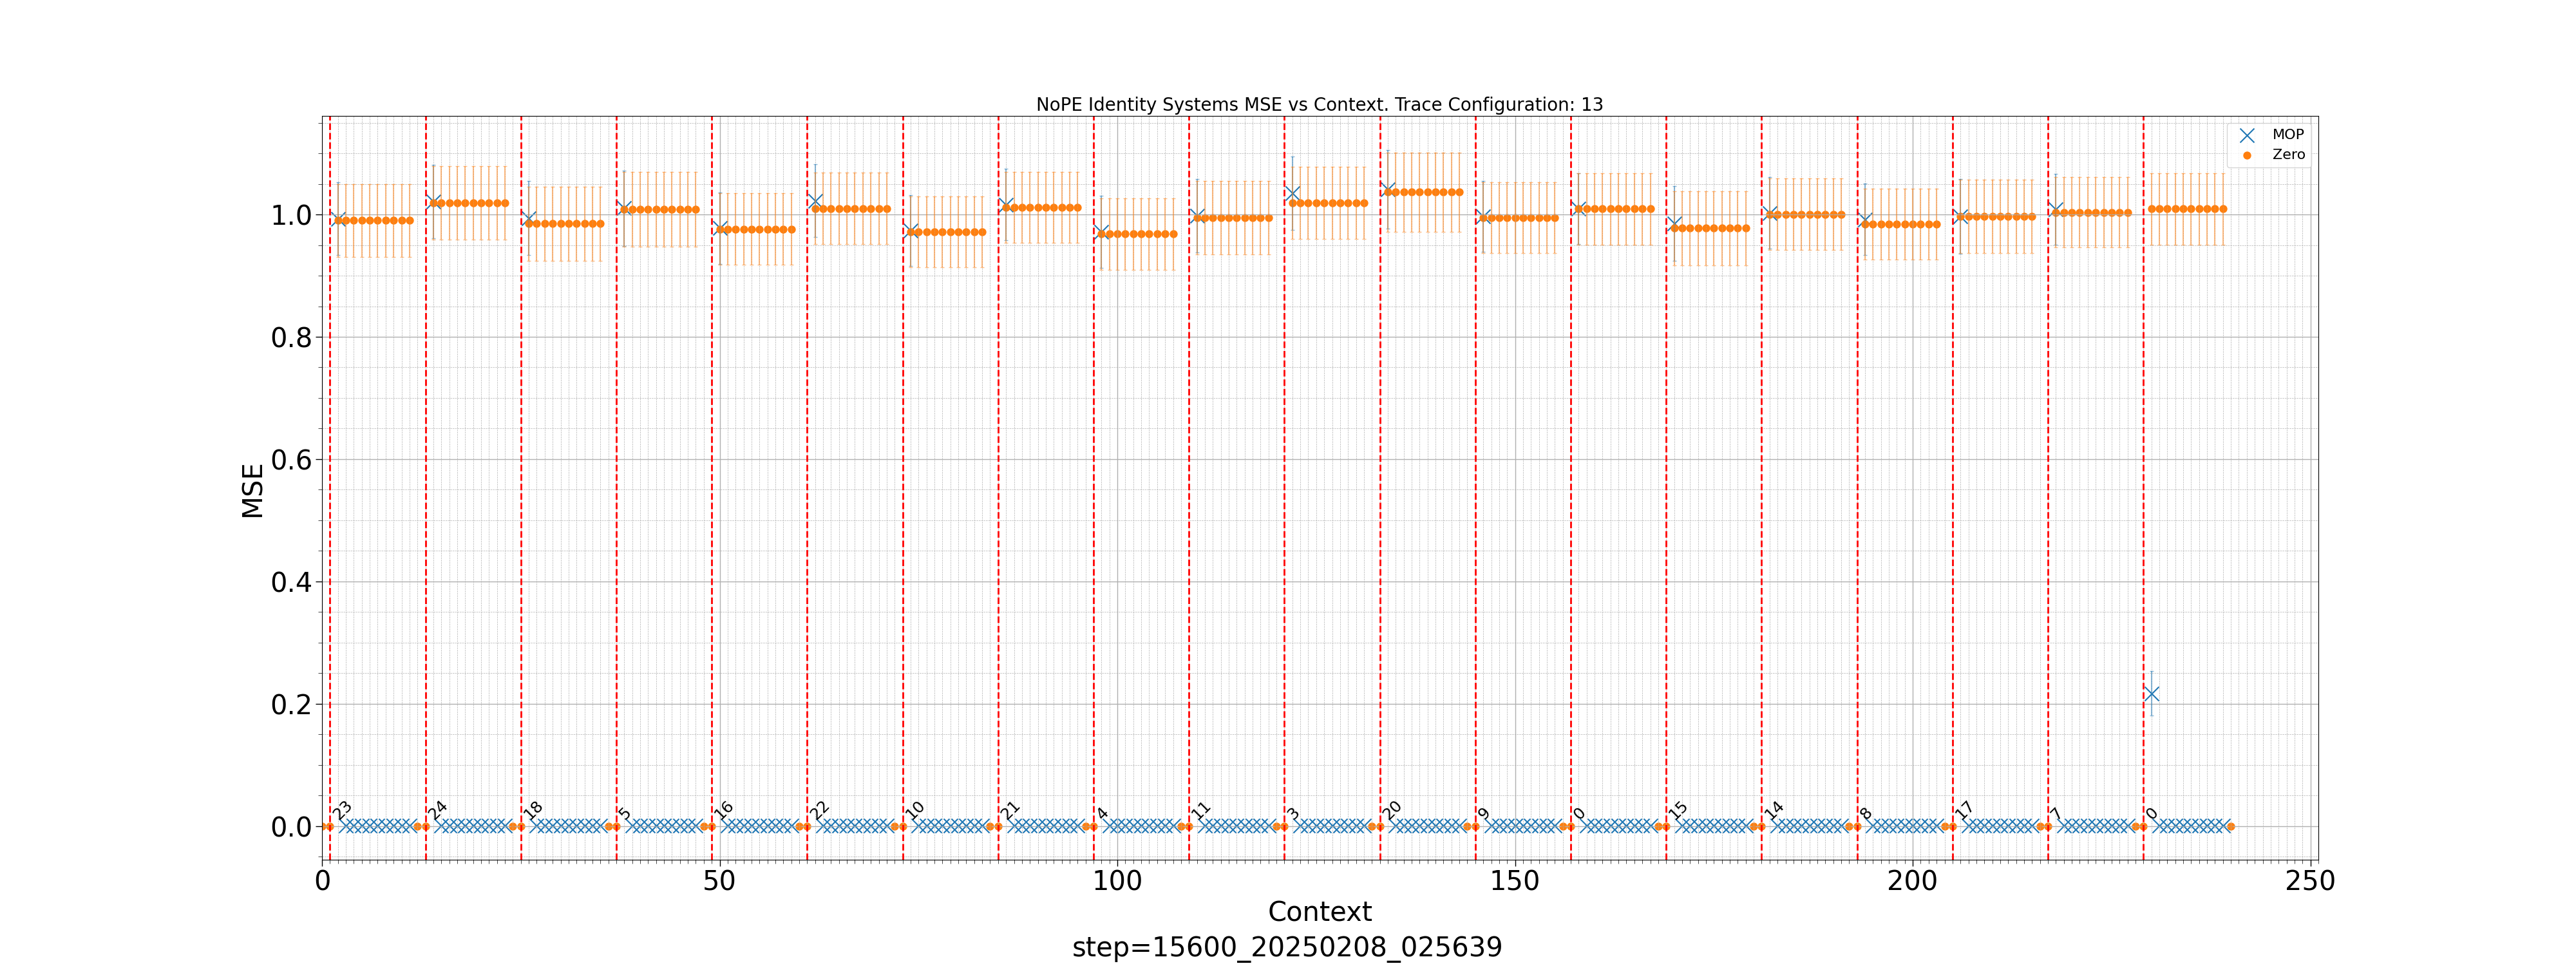 NoPE Identity Systems MSE vs Context. Trace Configuration: 13
MOP
Zero
MSE
1.0
0.8
0.6
0.4
0.2
0.0
23 24 18 5 16 22 10 21 4 11 3 20 9 0 15 14 8 17 7 0
0 50 100 150 200 250
Context
step=15600_20250208_025639